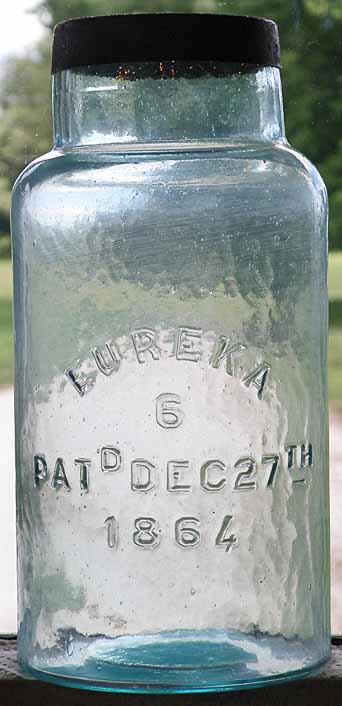 EUREKA
6
PATD DEC 27TH
1864